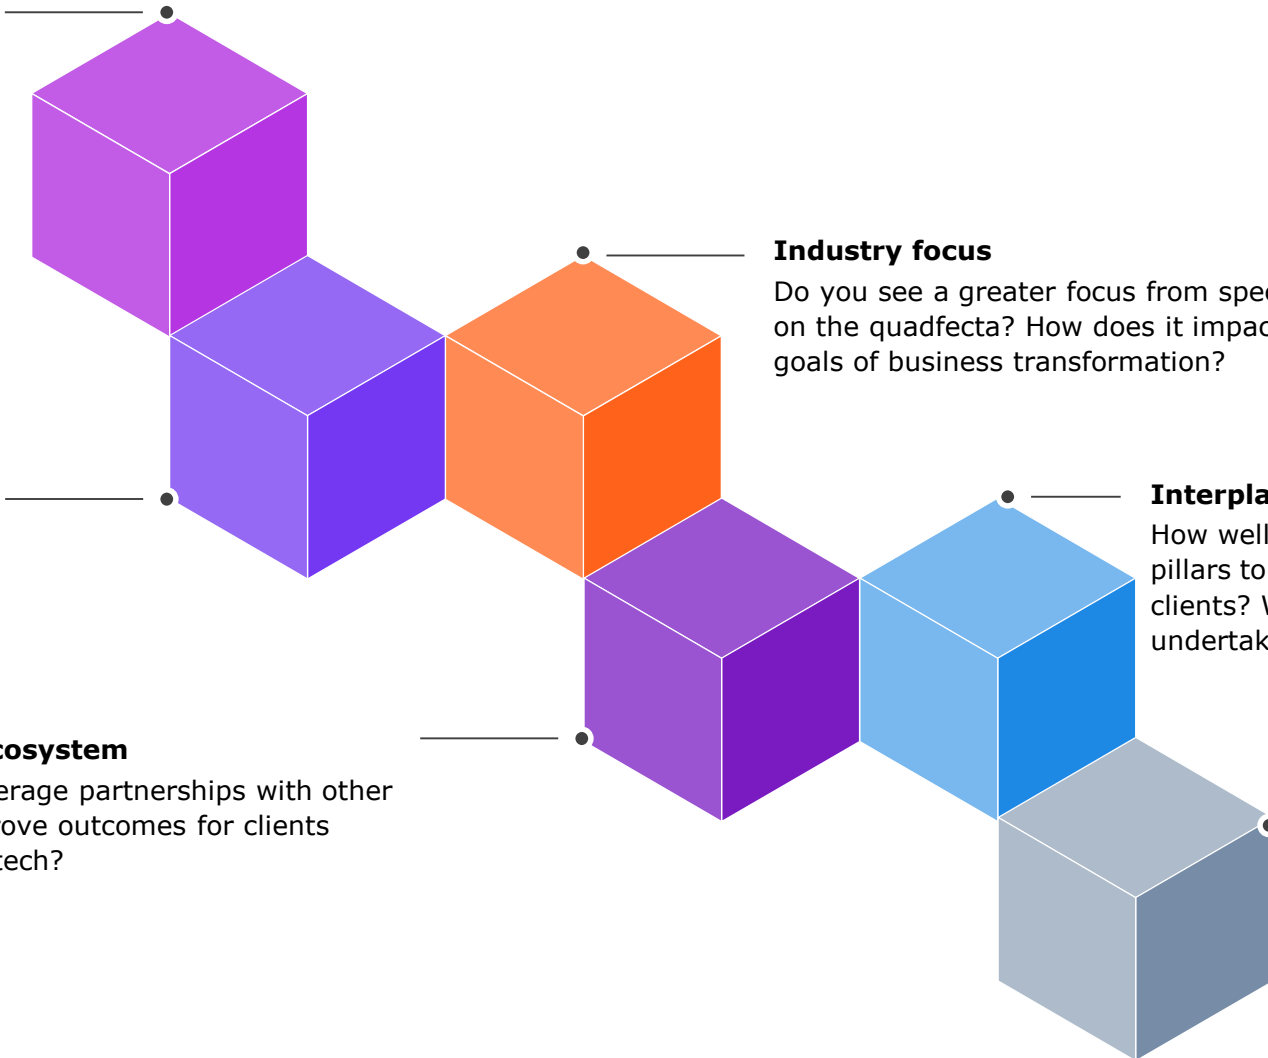 Industry focus
Do you see a greater focus from spec
on the quadfecta? How does it impac
goals of business transformation?
Interpla
How well
pillars to
clients?
undertak
cosystem
erage partnerships with other
rove outcomes for clients
tech?